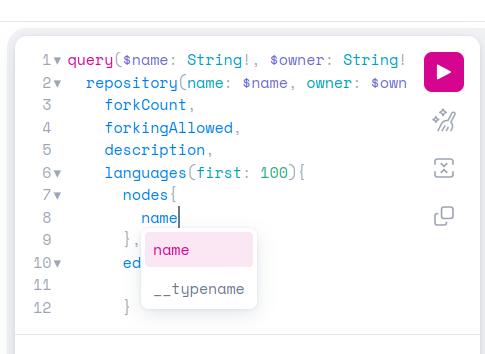 1 query($name: String!, $owner: String!
2 repository(name: $name, owner: $own
3 forkCount,
4 forkingAllowed,
5 description,
6 languages(first: 100){
7 nodes{
8 name
9 },
name
10 ed
11
__typename
12 }